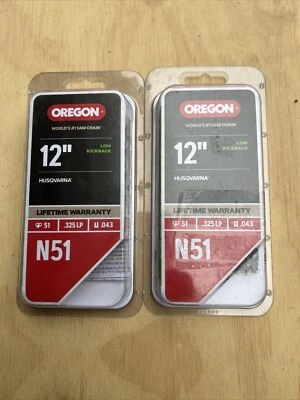 OREGON
WORLD'S #1 SAW CHAIN
12"
LOW
KICKBACK
HUSQVARNA
LIFETIME WARRANTY
51 .325 LP .043
N51
OREGON
WORLD'S #1 SAW CHAIN
12"
LOW
KICKBACK
HUSQVARNA
LIFETIME WARRANTY
51 .325 LP .043
N51